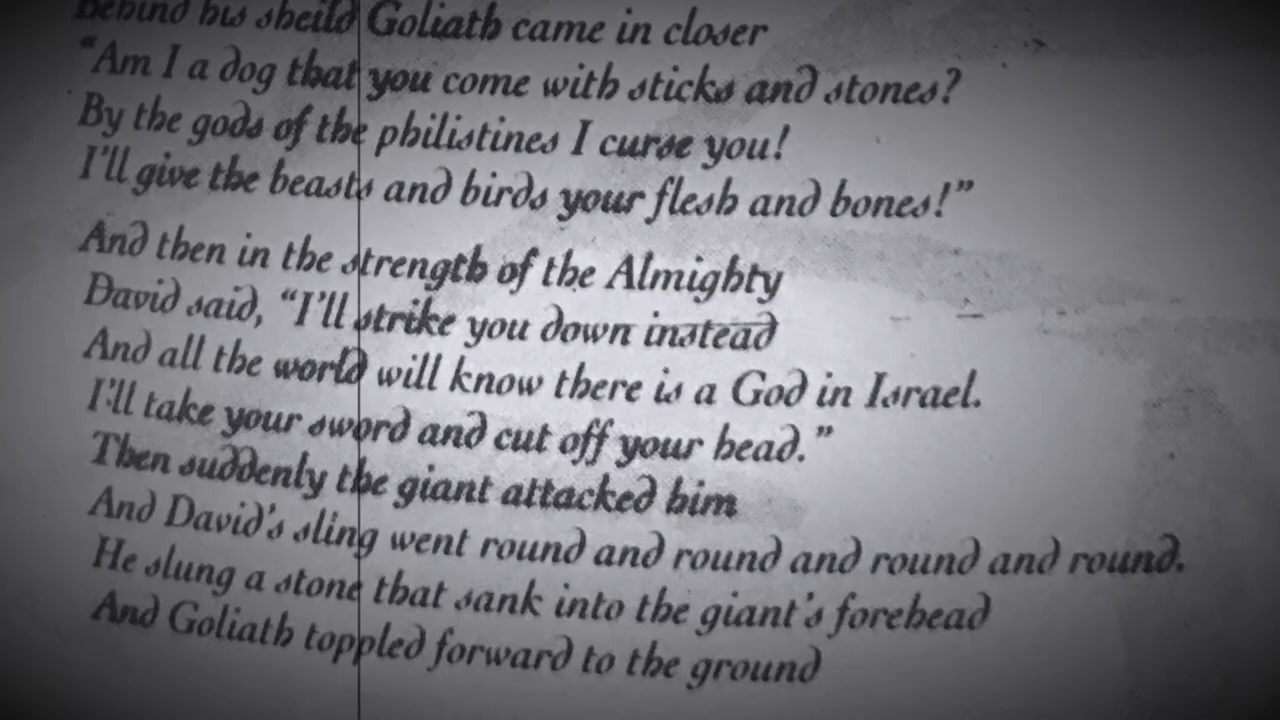 Behind his sheild Goliath came in closer
“Am I a dog that you come with sticks and stones?
By the gods of the philistines I curse you!
I’ll give the beasts and birds your flesh and bones!”
And then in the strength of the Almighty
David said, “I’ll strike you down instead
And all the world will know there is a God in Israel.
I’ll take your sword and cut off your head.”
Then suddenly the giant attacked him
And David’s sling went round and round and round and round.
He slung a stone that sank into the giant’s forehead
And Goliath toppled forward to the ground